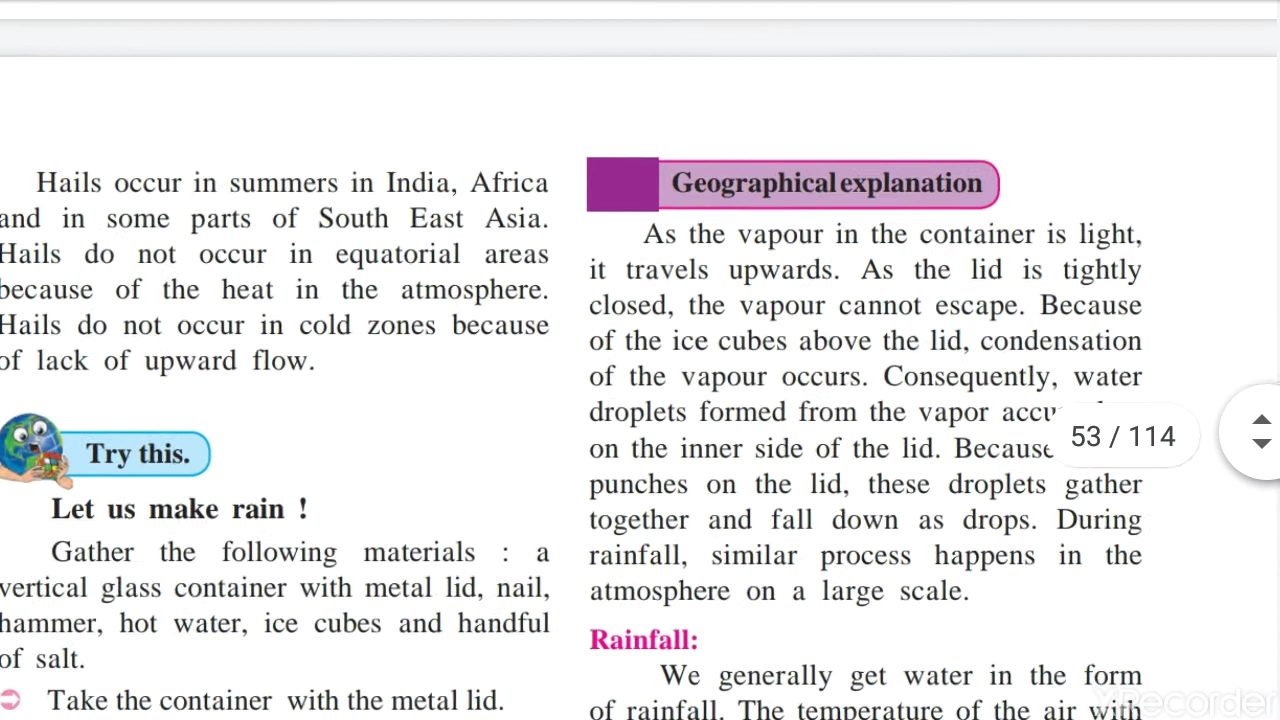 Hails occur in summers in India, Africa
and in some parts of South East Asia.
Hails do not occur in equatorial areas
because of the heat in the atmosphere.
Hails do not occur in cold zones because
of lack of upward flow.
Try this.
Let us make rain !
Gather the following materials : a
vertical glass container with metal lid, nail,
hammer, hot water, ice cubes and handful
of salt.
Take the container with the metal lid.
Geographical explanation
As the vapour in the container is light,
it travels upwards. As the lid is tightly
closed, the vapour cannot escape. Because
of the ice cubes above the lid, condensation
of the vapour occurs. Consequently, water
droplets formed from the vapor
on the inner side of the lid. Because
punches on the lid, these droplets gather
together and fall down as drops. During
rainfall, similar process happens in the
atmosphere on a large scale.
Rainfall:
We generally get water in the form
of rainfall. The temperature of the air with
53 / 114
XRecorder